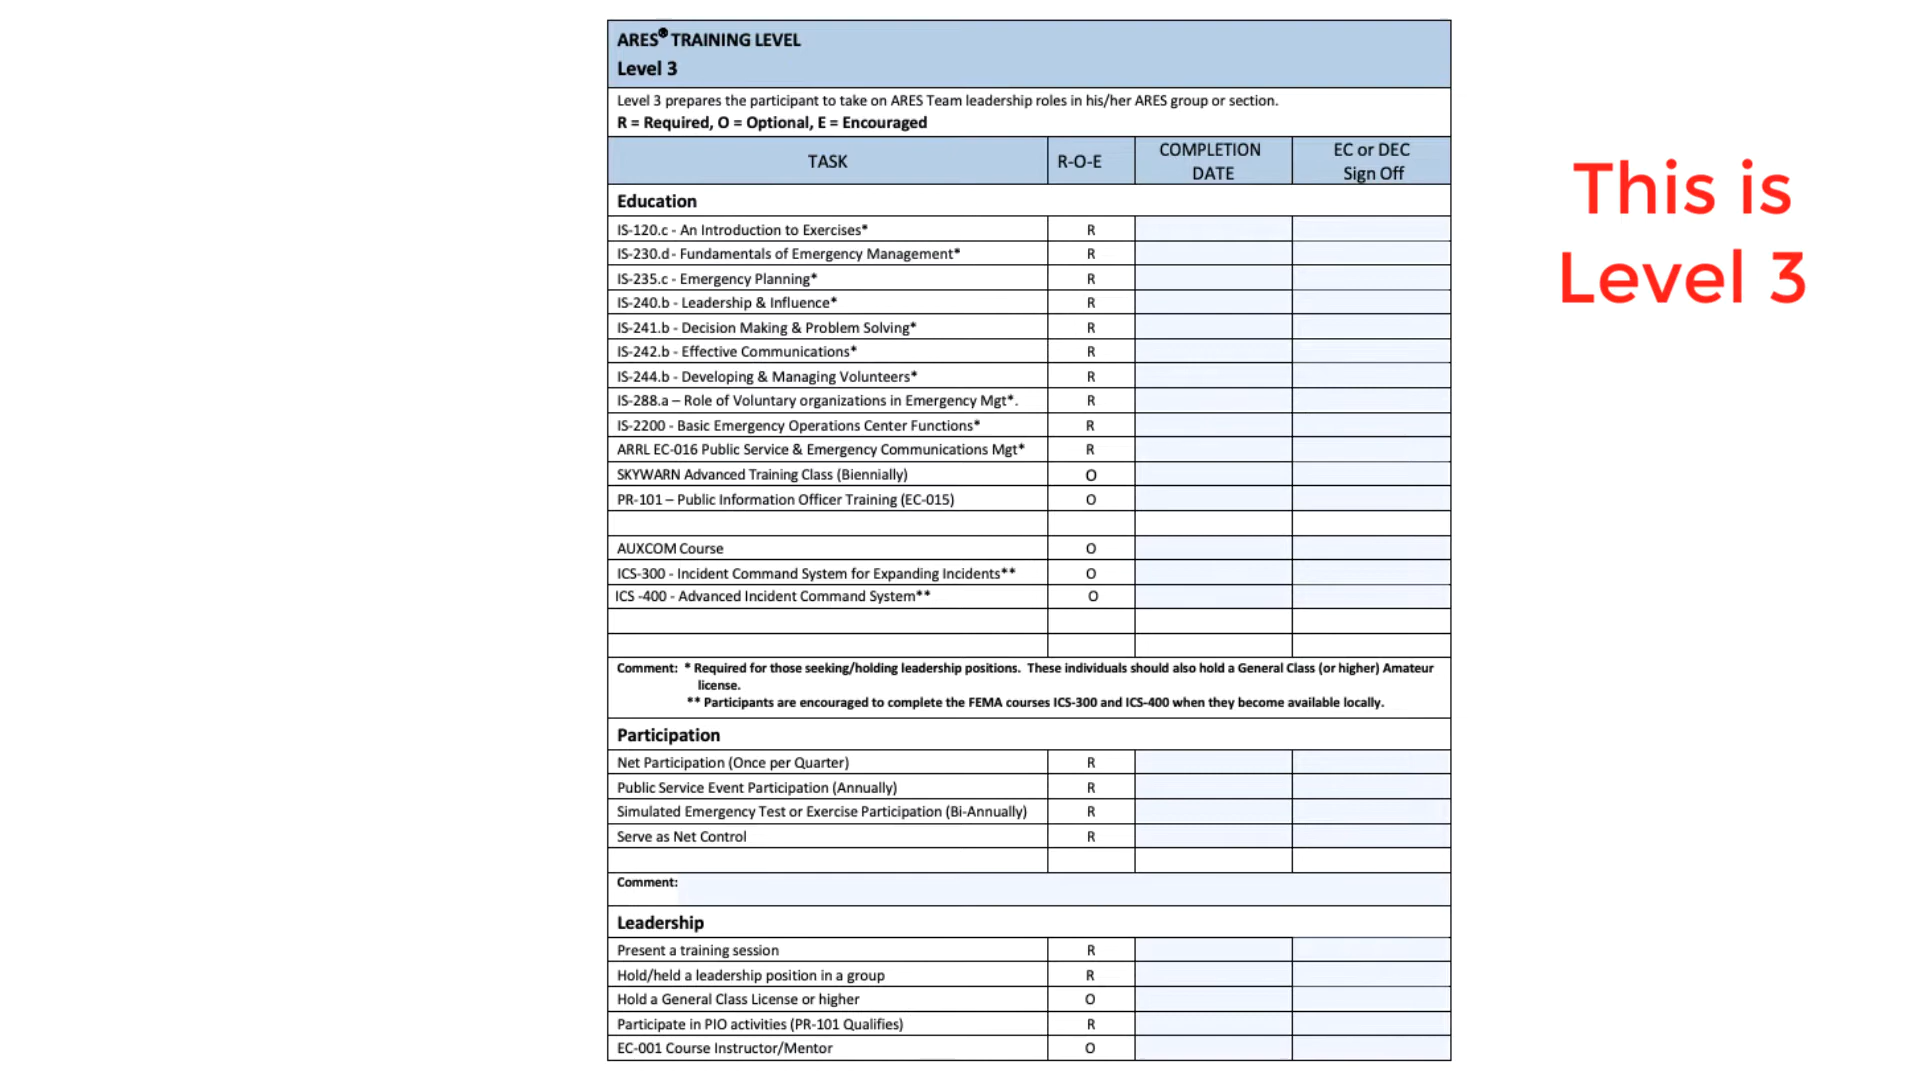 ARES® TRAINING LEVEL
Level 3
Level 3 prepares the participant to take on ARES Team leadership roles in his/her ARES group or section.
R = Required, O = Optional, E = Encouraged
TASK R-O-E COMPLETION DATE EC or DEC Sign Off
Education
IS-120.c - An Introduction to Exercises* R
IS-230.d - Fundamentals of Emergency Management* R
IS-235.c - Emergency Planning* R
IS-240.b - Leadership & Influence* R
IS-241.b - Decision Making & Problem Solving* R
IS-242.b - Effective Communications* R
IS-244.b - Developing & Managing Volunteers* R
IS-288.a – Role of Voluntary organizations in Emergency Mgt*. R
IS-2200 - Basic Emergency Operations Center Functions* R
ARRL EC-016 Public Service & Emergency Communications Mgt* R
SKYWARN Advanced Training Class (Biennially) O
PR-101 – Public Information Officer Training (EC-015) O
AUXCOM Course O
ICS-300 - Incident Command System for Expanding Incidents** O
ICS -400 - Advanced Incident Command System** O
Comment: * Required for those seeking/holding leadership positions. These individuals should also hold a General Class (or higher) Amateur
license.
** Participants are encouraged to complete the FEMA courses ICS-300 and ICS-400 when they become available locally.
Participation
Net Participation (Once per Quarter) R
Public Service Event Participation (Annually) R
Simulated Emergency Test or Exercise Participation (Bi-Annually) R
Serve as Net Control R
Comment:
Leadership
Present a training session R
Hold/held a leadership position in a group R
Hold a General Class License or higher O
Participate in PIO activities (PR-101 Qualifies) R
EC-001 Course Instructor/Mentor O
This is
Level 3